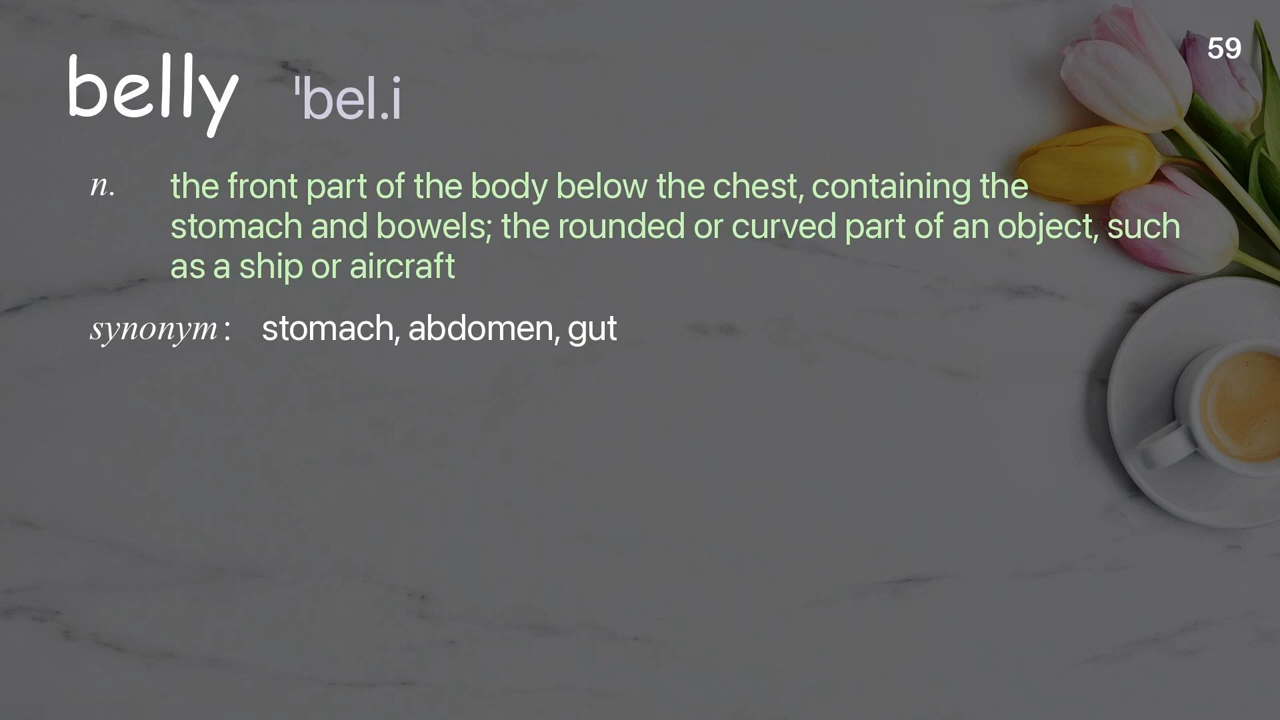 59
belly ˈbel.i
n. the front part of the body below the chest, containing the
stomach and bowels; the rounded or curved part of an object, such
as a ship or aircraft
synonym: stomach, abdomen, gut